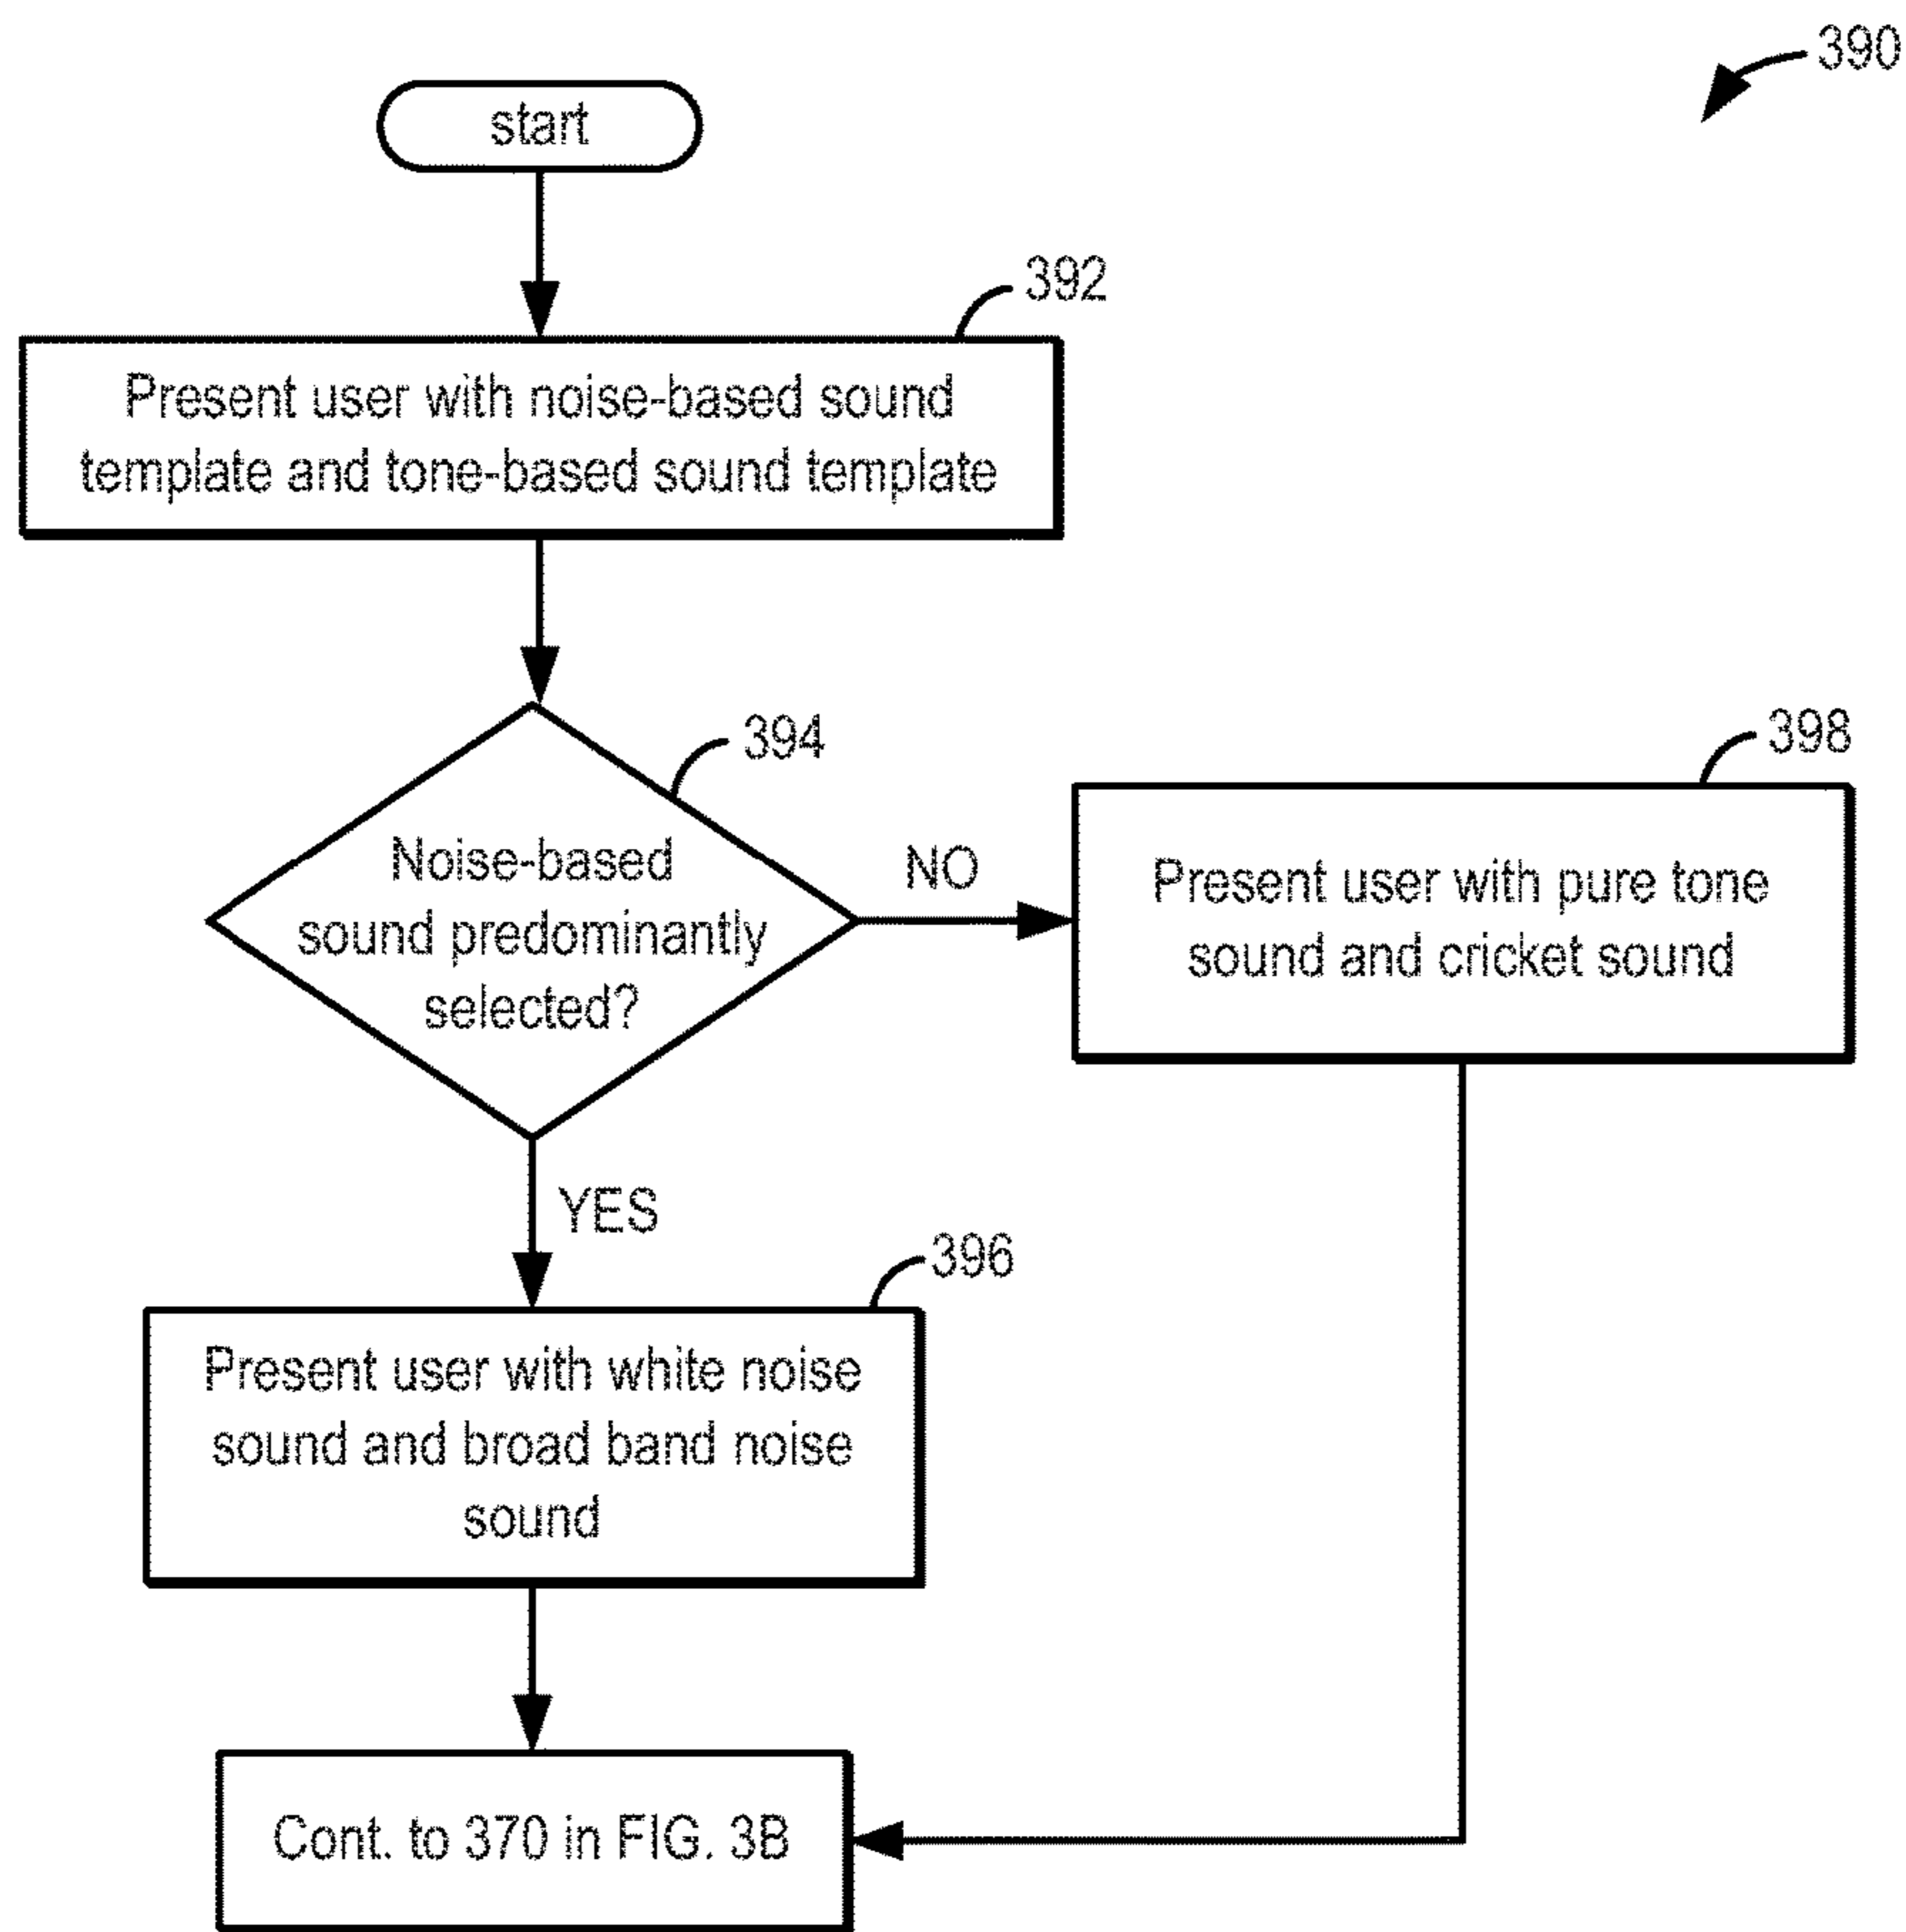 390
start
392
Present user with noise-based sound
template and tone-based sound template
394
Noise-based
sound predominantly
selected?
NO
398
Present user with pure tone
sound and cricket sound
YES
396
Present user with white noise
sound and broad band noise
sound
Cont. to 370 in FIG. 3B